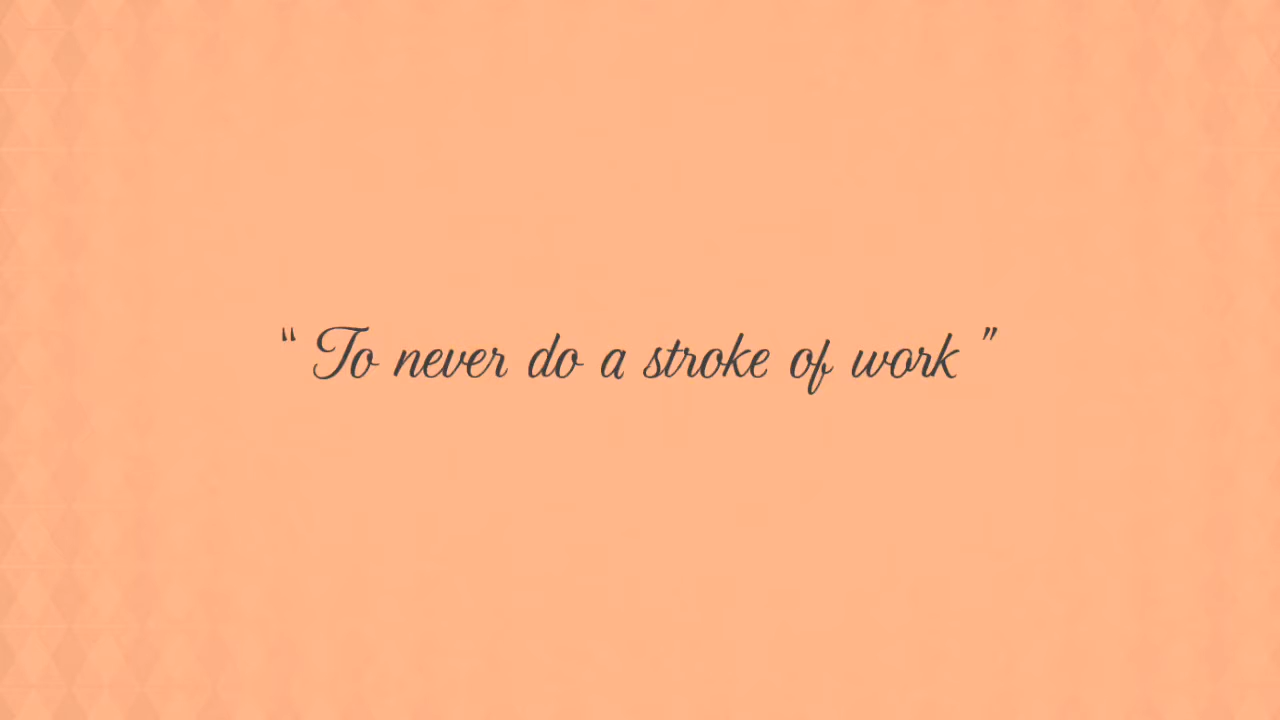 “ To never do a stroke of work ”